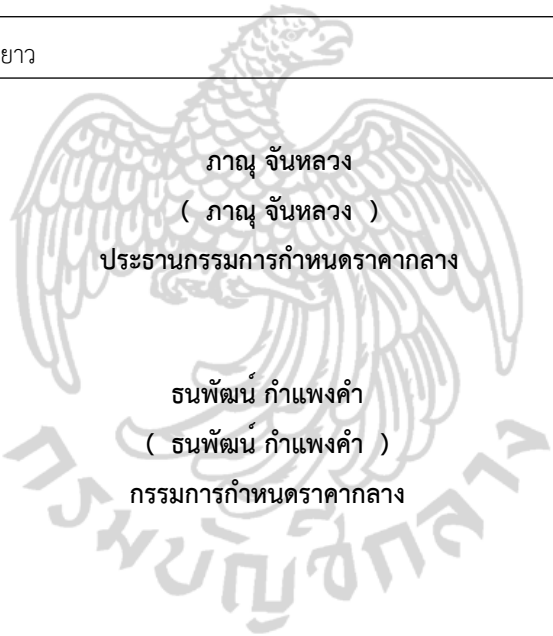 ยาว
ภาณุ จันหลวง
( ภาณุ จันหลวง )
ประธานกรรมการกำหนดราคากลาง
ธนพัฒน์ กำแพงคำ
( ธนพัฒน์ กำแพงคำ )
กรรมการกำหนดราคากลาง
กรมบัญชีกลาง